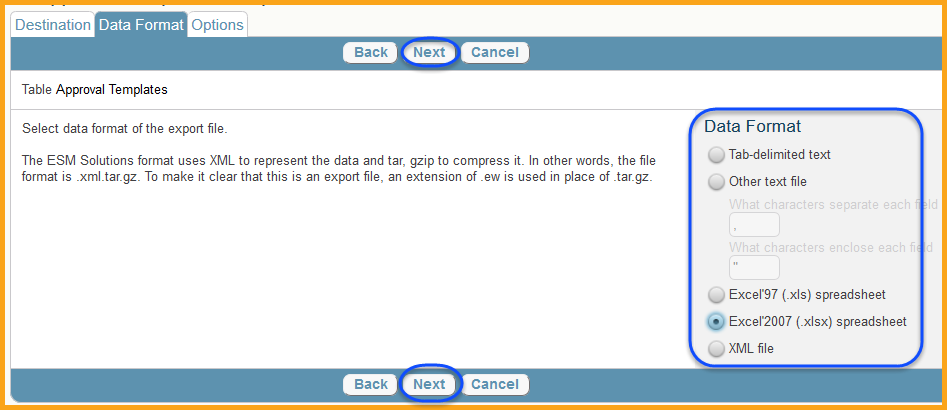 Destination Data Format Options
Back Next Cancel
Table Approval Templates
Select data format of the export file.
The ESM Solutions format uses XML to represent the data and tar, gzip to compress it. In other words, the file
format is .xml.tar.gz. To make it clear that this is an export file, an extension of .ew is used in place of .tar.gz.
Data Format
Tab-delimited text
Other text file
What characters separate each field
,
What characters enclose each field
"
Excel'97 (.xls) spreadsheet
Excel'2007 (.xlsx) spreadsheet
XML file
Back Next Cancel